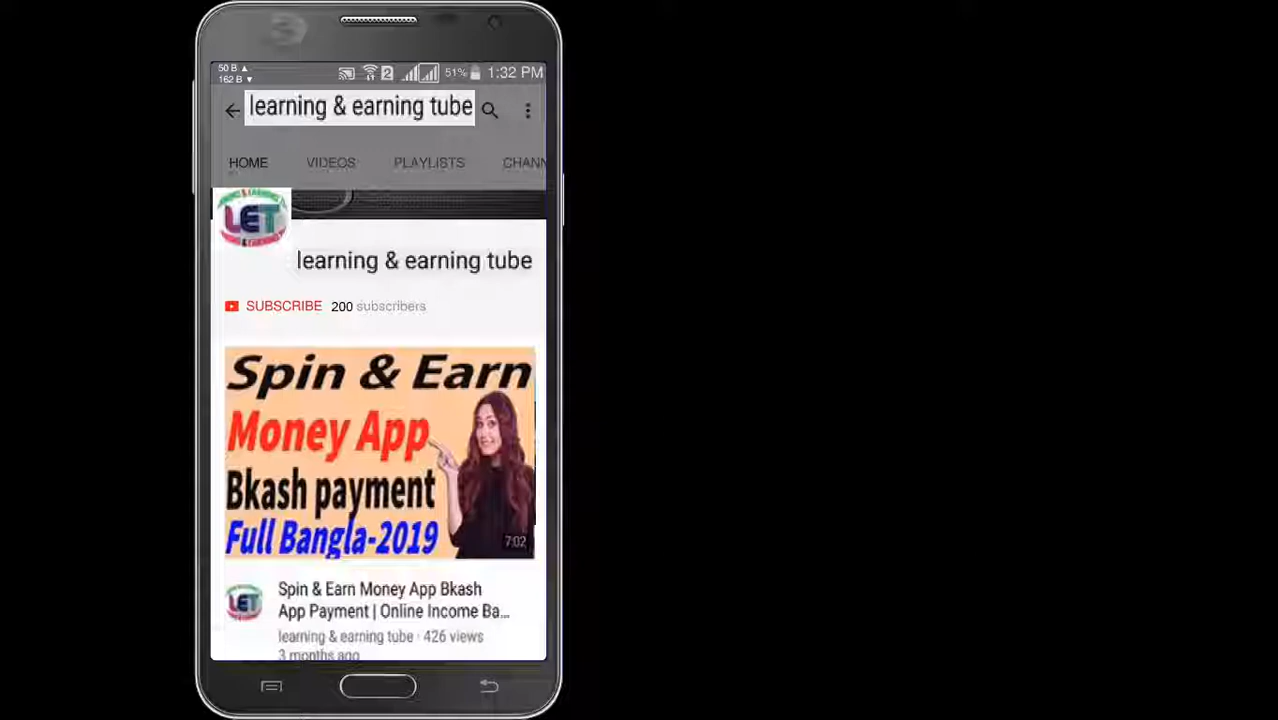 50 B ▲
162 B ▼
2
51%
1:32 PM
learning & earning tube
HOME
VIDEOS
PLAYLISTS
CHANN
LET
learning & earning tube
SUBSCRIBE 200 subscribers
Spin & Earn
Money App
Bkash payment
Full Bangla-2019
7:02
LET
Spin & Earn Money App Bkash
App Payment | Online Income Ba...
learning & earning tube · 426 views
3 months ago